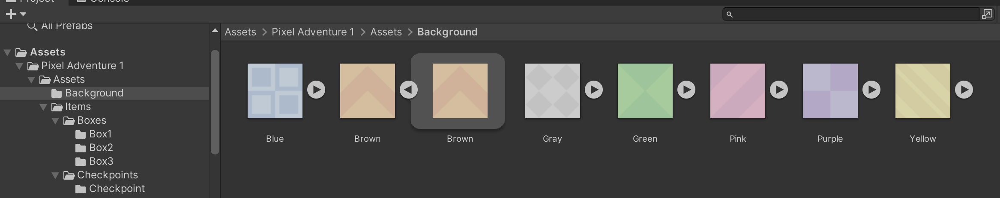 Project
Console
All Prefabs
Assets
Pixel Adventure 1
Assets
Background
Items
Boxes
Box1
Box2
Box3
Checkpoints
Checkpoint
Assets > Pixel Adventure 1 > Assets > Background
Blue
Brown
Brown
Gray
Green
Pink
Purple
Yellow